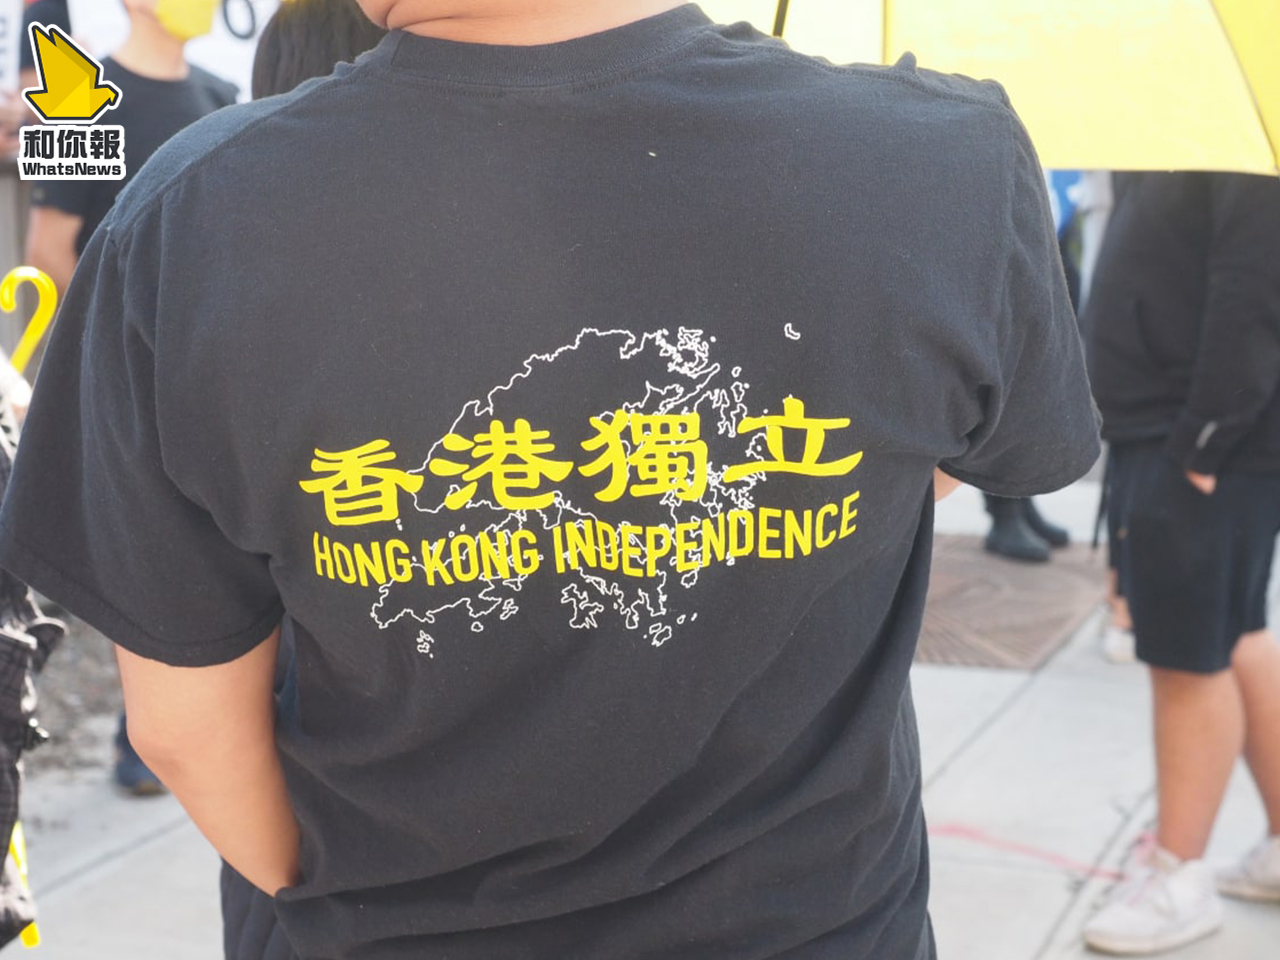 和你報
WhatsNews
香港獨立
HONG KONG INDEPENDENCE